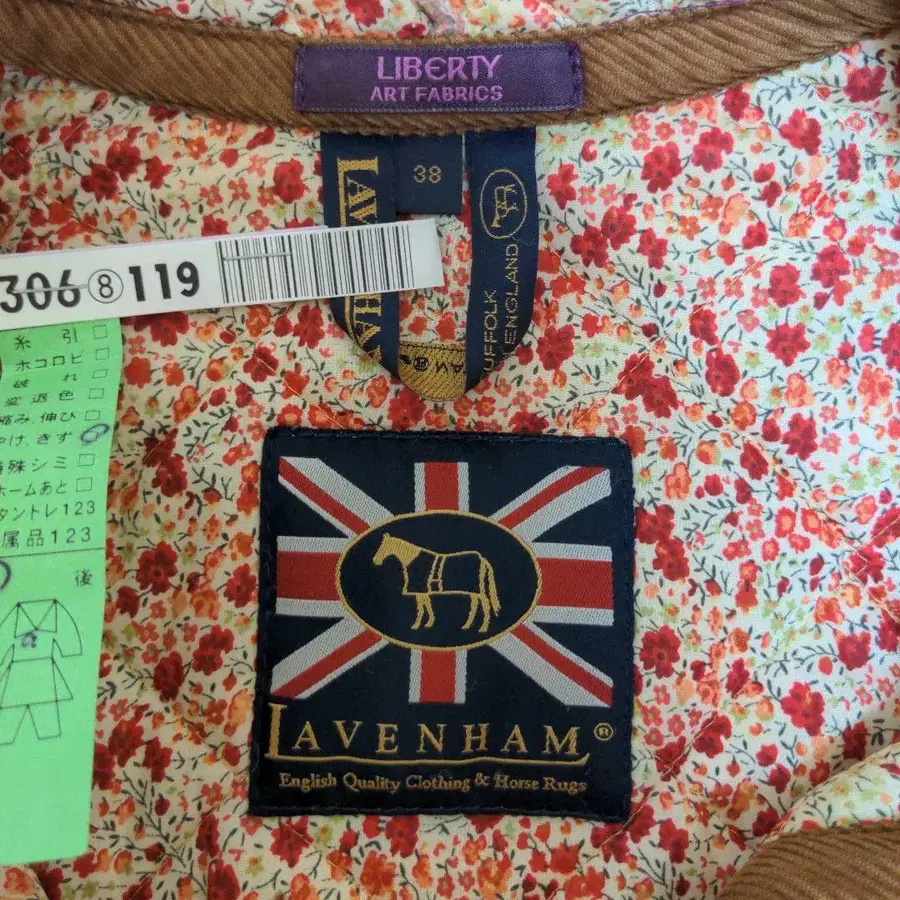 LIBERTY
ART FABRICS
38
LAVENHAM
SUFFOLK
ENGLAND
306⑧119
糸 引 □
ホコロビ □
破 れ □
変 退 色 □
縮み.伸び □
やけ.きず □
特殊シミ □
ホームあと □
タントレ123
属品123
後
LAVENHAM®
English Quality Clothing & Horse Rugs